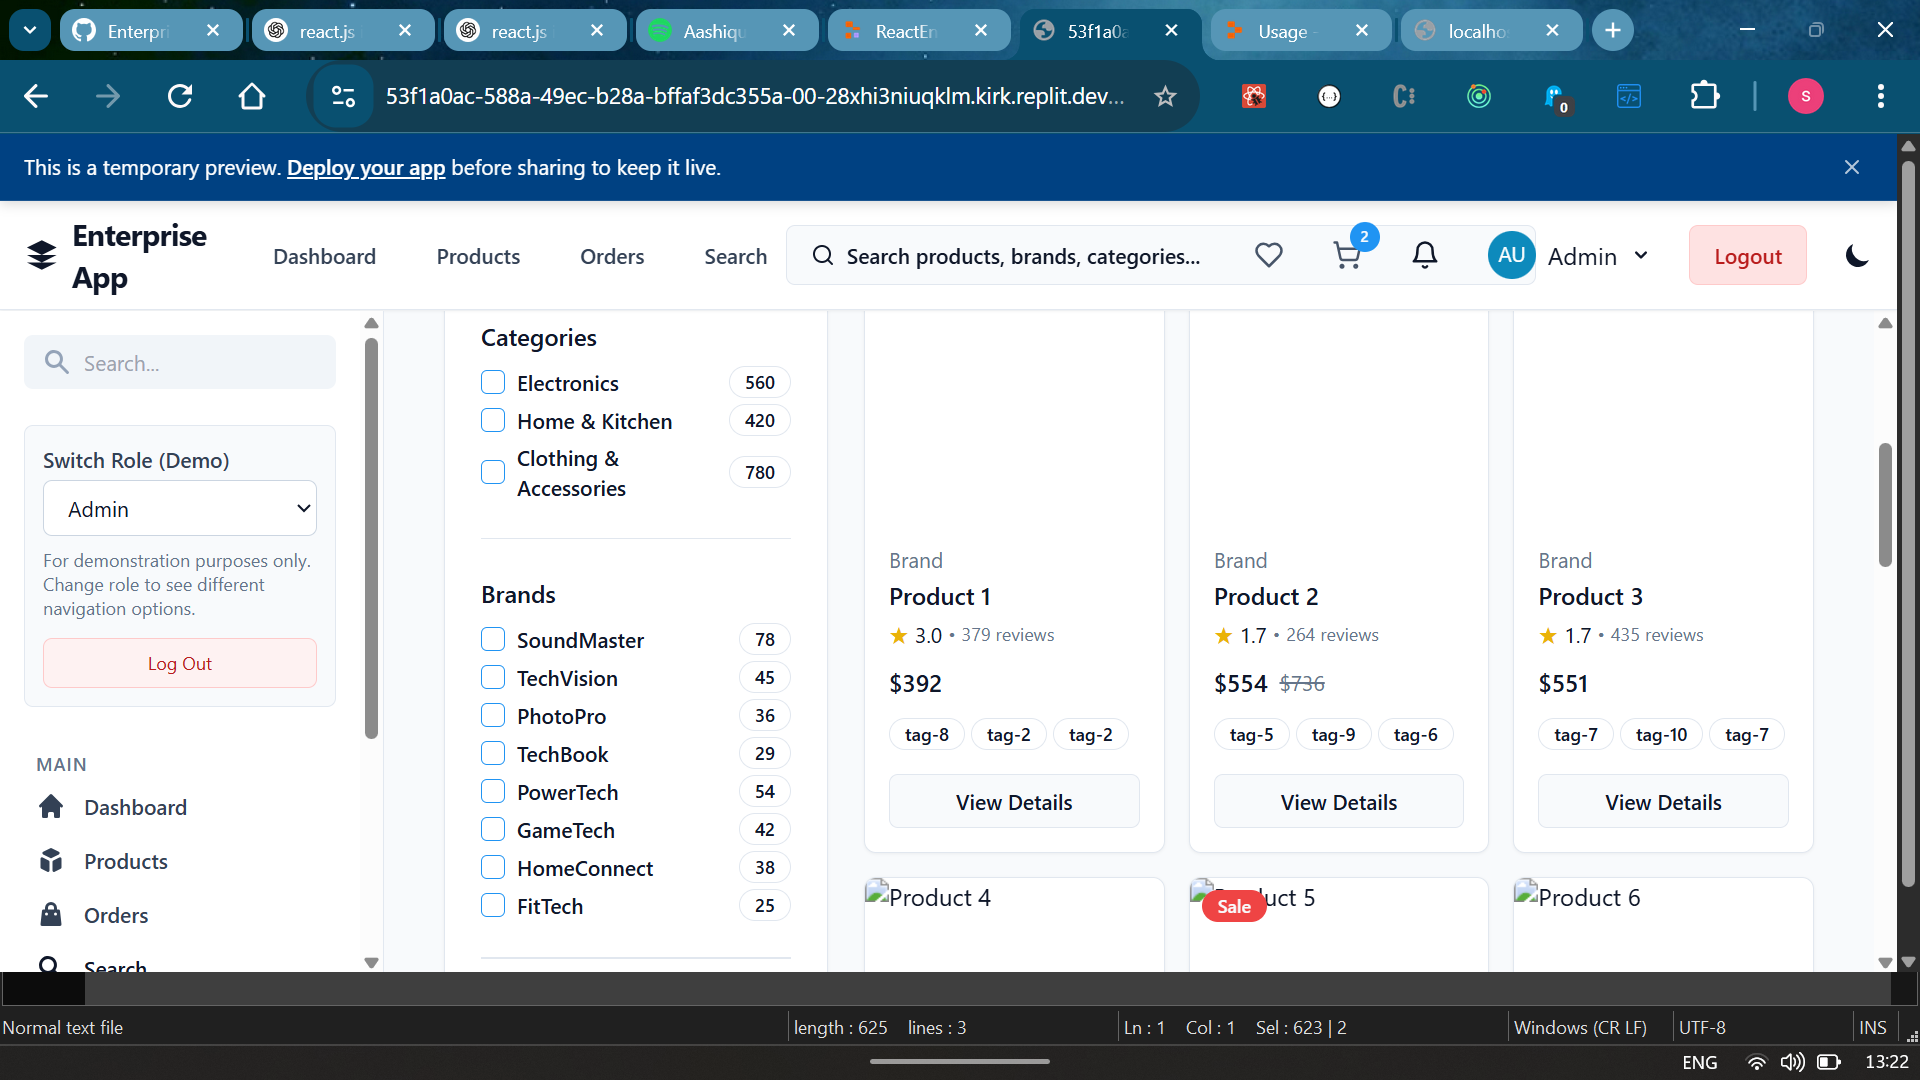 Enterpri
react.js
react.js
Aashiqu
ReactEn
53f1a0a
Usage -
localho
53f1a0ac-588a-49ec-b28a-bffaf3dc355a-00-28xhi3niuqklm.kirk.replit.dev...
0
S
This is a temporary preview. Deploy your app before sharing to keep it live.
Enterprise App
Dashboard
Products
Orders
Search
Search products, brands, categories...
2
AU
Admin
Logout
Search...
Switch Role (Demo)
Admin
For demonstration purposes only.
Change role to see different
navigation options.
Log Out
MAIN
Dashboard
Products
Orders
Search
Categories
Electronics 560
Home & Kitchen 420
Clothing &
Accessories 780
Brands
SoundMaster 78
TechVision 45
PhotoPro 36
TechBook 29
PowerTech 54
GameTech 42
HomeConnect 38
FitTech 25
Brand
Product 1
3.0 • 379 reviews
$392
tag-8 tag-2 tag-2
View Details
Brand
Product 2
1.7 • 264 reviews
$554 $736
tag-5 tag-9 tag-6
View Details
Brand
Product 3
1.7 • 435 reviews
$551
tag-7 tag-10 tag-7
View Details
Product 4
Sale
uct 5
Product 6
Normal text file
length : 625 lines : 3
Ln : 1 Col : 1 Sel : 623 | 2
Windows (CR LF)
UTF-8
INS
ENG
13:22